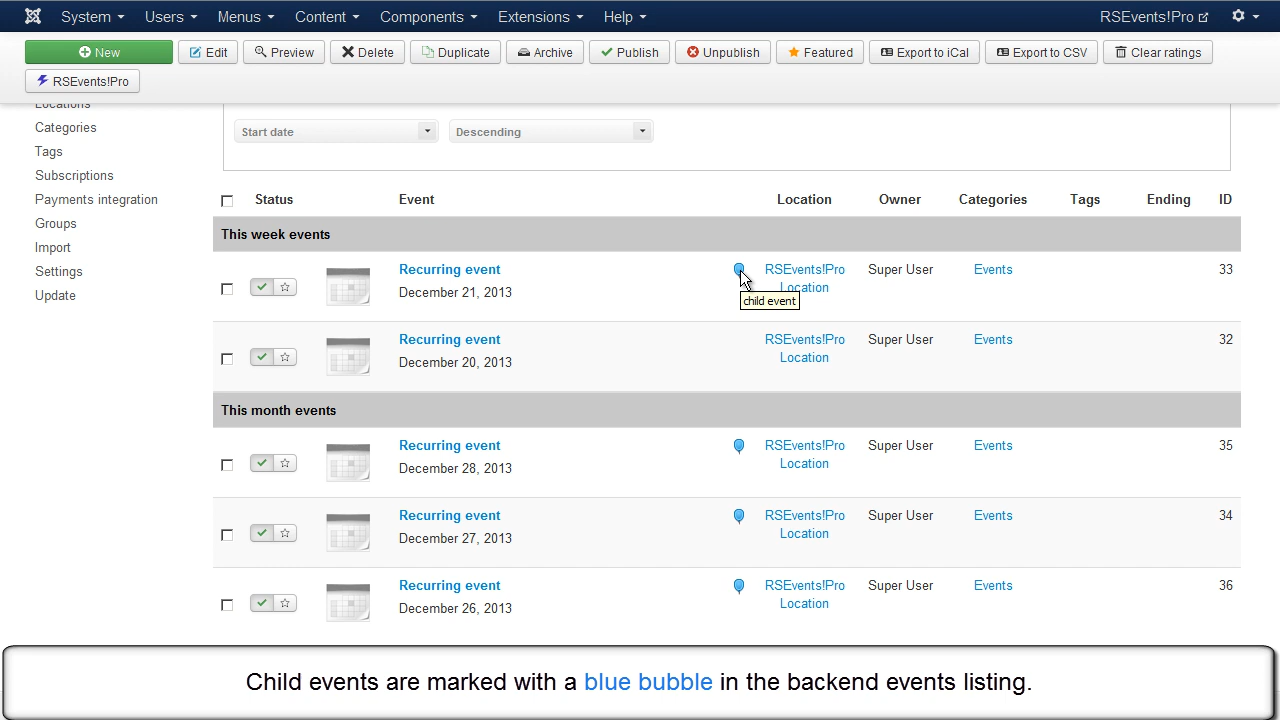 System Users Menus Content Components Extensions Help RSEvents!Pro
New Edit Preview Delete Duplicate Archive Publish Unpublish Featured Export to iCal Export to CSV Clear ratings
RSEvents!Pro
Locations
Categories
Tags
Subscriptions
Payments integration
Groups
Import
Settings
Update
Start date Descending
Status Event Location Owner Categories Tags Ending ID
This week events
Recurring event RSEvents!Pro Super User Events 33
December 21, 2013 Location
child event
Recurring event RSEvents!Pro Super User Events 32
December 20, 2013 Location
This month events
Recurring event RSEvents!Pro Super User Events 35
December 28, 2013 Location
Recurring event RSEvents!Pro Super User Events 34
December 27, 2013 Location
Recurring event RSEvents!Pro Super User Events 36
December 26, 2013 Location
Child events are marked with a blue bubble in the backend events listing.